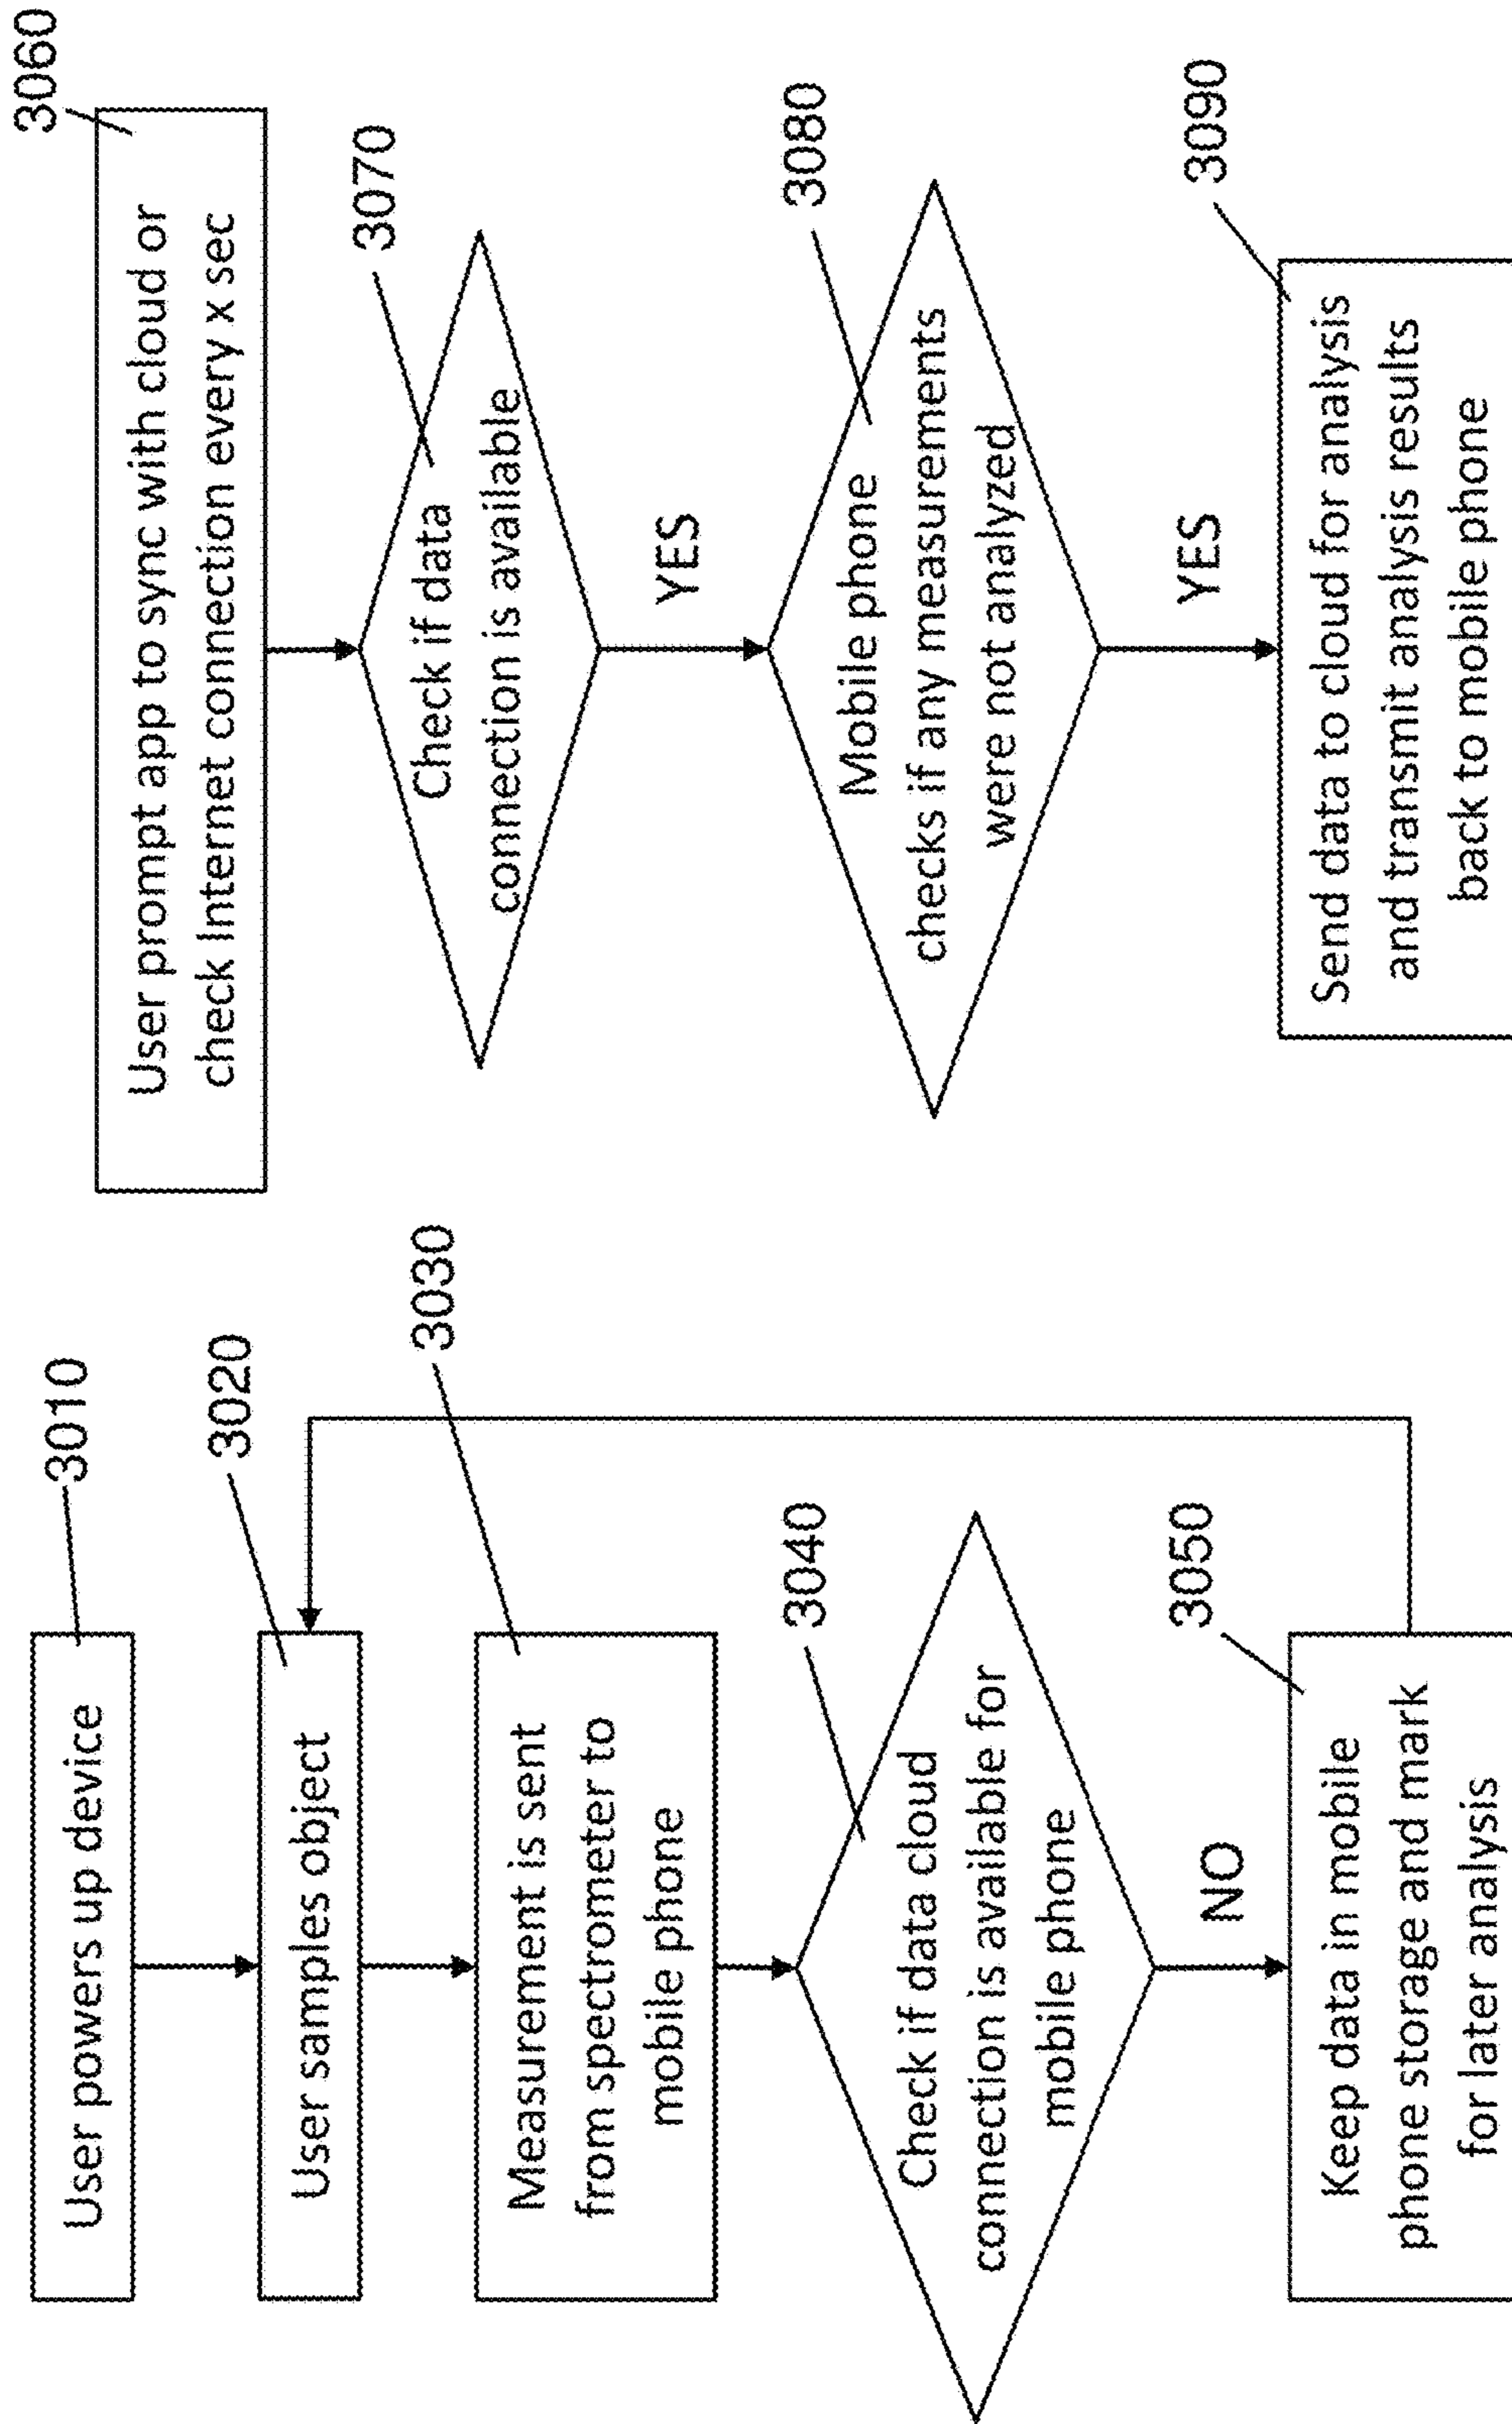 3010
User powers up device
3020
User samples object
3030
Measurement is sent
from spectrometer to
mobile phone
3040
Check if data cloud
connection is available for
mobile phone
NO
3050
Keep data in mobile
phone storage and mark
for later analysis
3060
User prompt app to sync with cloud or
check Internet connection every x sec
3070
Check if data
connection is available
YES
3080
Mobile phone
checks if any measurements
were not analyzed
YES
3090
Send data to cloud for analysis
and transmit analysis results
back to mobile phone